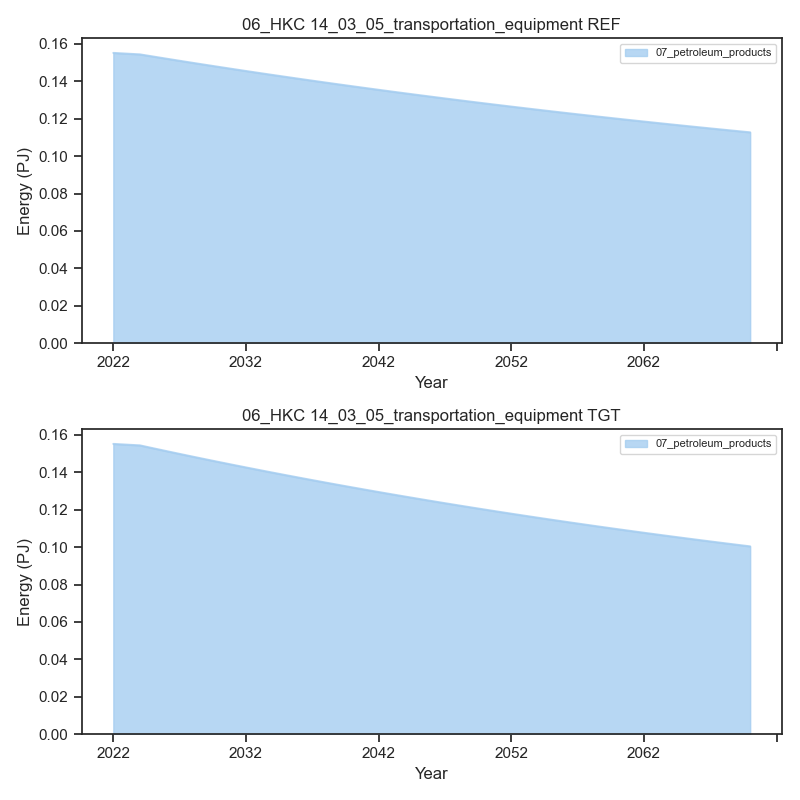 06_HKC 14_03_05_transportation_equipment REF
07_petroleum_products
Energy (PJ)
0.16
0.14
0.12
0.10
0.08
0.06
0.04
0.02
0.00
2022 2032 2042 2052 2062
Year
06_HKC 14_03_05_transportation_equipment TGT
07_petroleum_products
Energy (PJ)
0.16
0.14
0.12
0.10
0.08
0.06
0.04
0.02
0.00
2022 2032 2042 2052 2062
Year